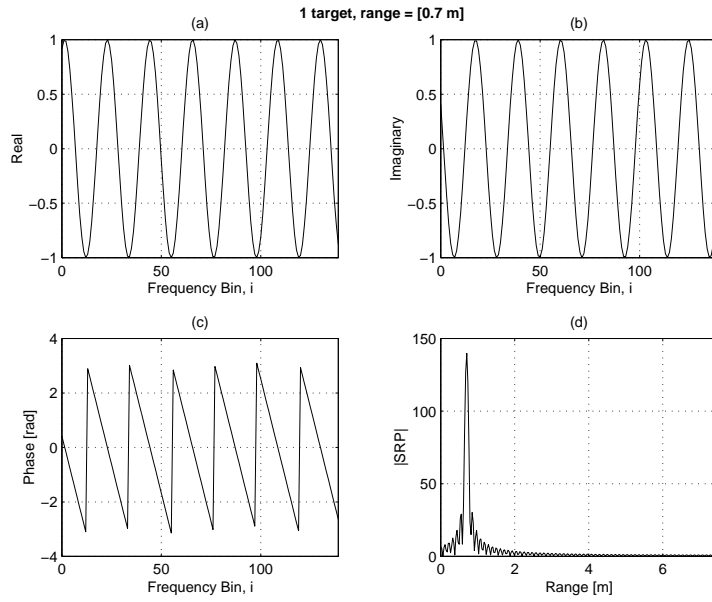 1 target, range = [0.7 m]
(a)
1
0.5
0
−0.5
−1
0
50
100
Real
Frequency Bin, i
(b)
1
0.5
0
−0.5
−1
0
50
100
Imaginary
Frequency Bin, i
(c)
4
2
0
−2
−4
0
50
100
Phase [rad]
Frequency Bin, i
(d)
150
100
50
0
0
2
4
6
|SRP|
Range [m]